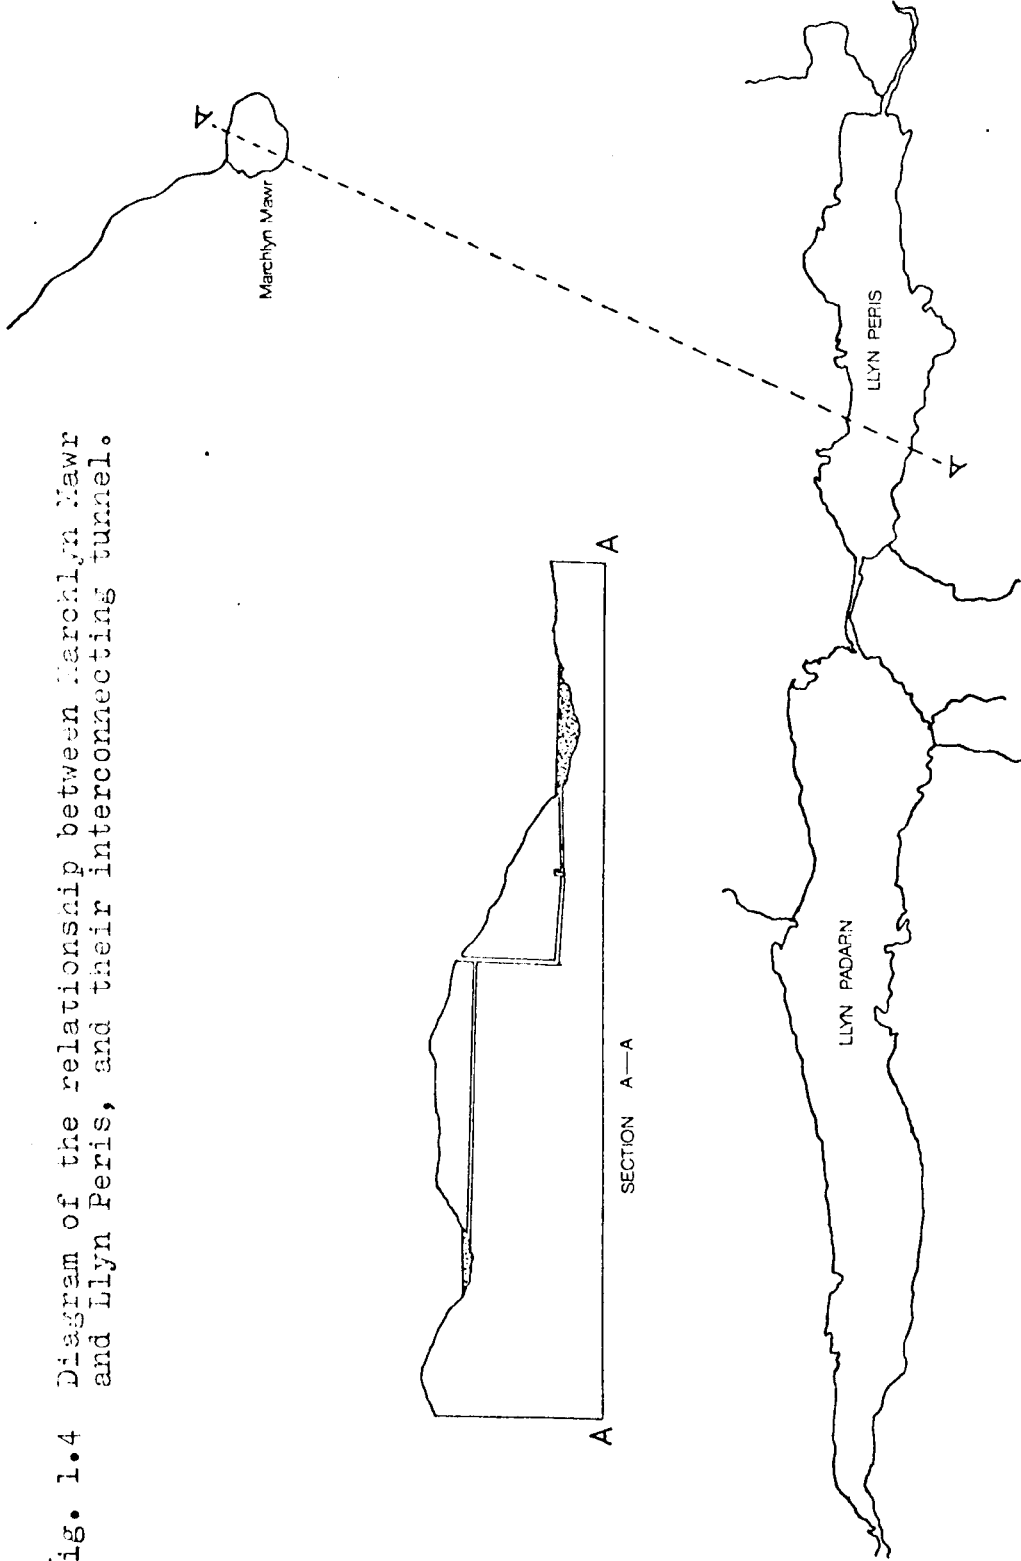 ig. 1.4 Diagram of the relationship between Marchlyn Mawr
and Llyn Peris, and their interconnecting tunnel.
A
Marchlyn Mawr
A
A
SECTION A—A
LLYN PERIS
A
LLYN PADARN